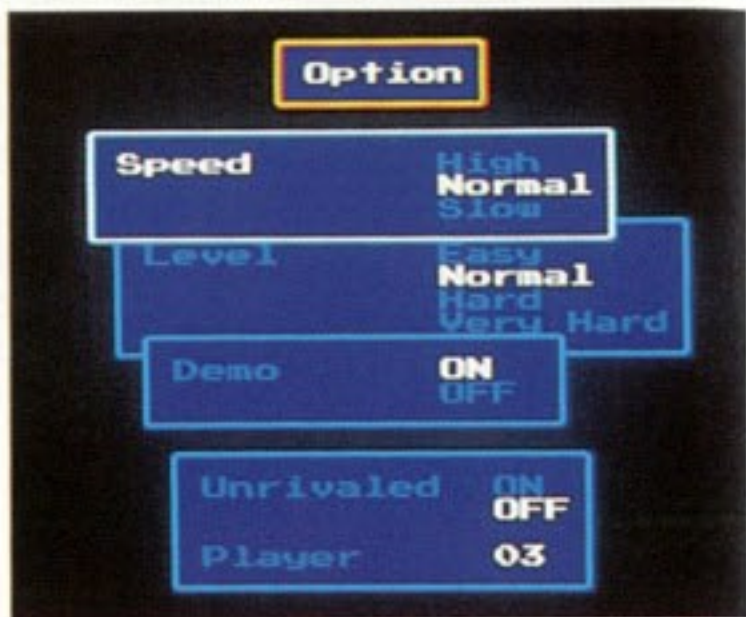 Option
Speed High
Normal
Slow
Level Easy
Normal
Hard
Very Hard
Demo ON
OFF
Unrivaled ON
OFF
Player 03